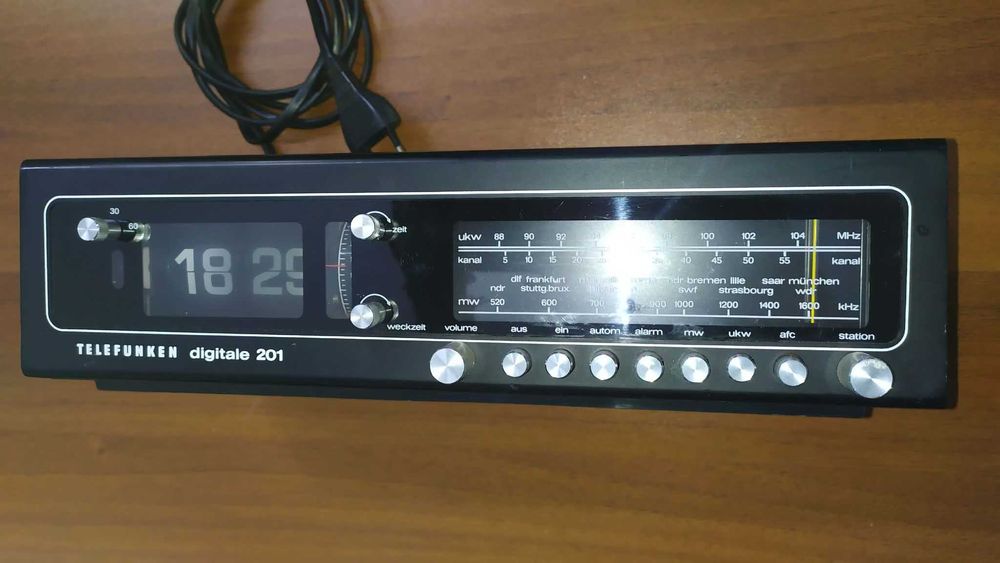 30
60
18 29
zeit
weckzeit
TELEFUNKEN digitale 201
ukw 88 90 92 100 102 104 MHz
kanal 5 10 15 20 40 45 50 55 kanal
dlf frankfurt bremen lille saar münchen
ndr stuttg.brux. swf strasbourg wdr
mw 520 600 700 900 1000 1200 1400 1600 kHz
volume aus ein autom. alarm mw ukw afc station